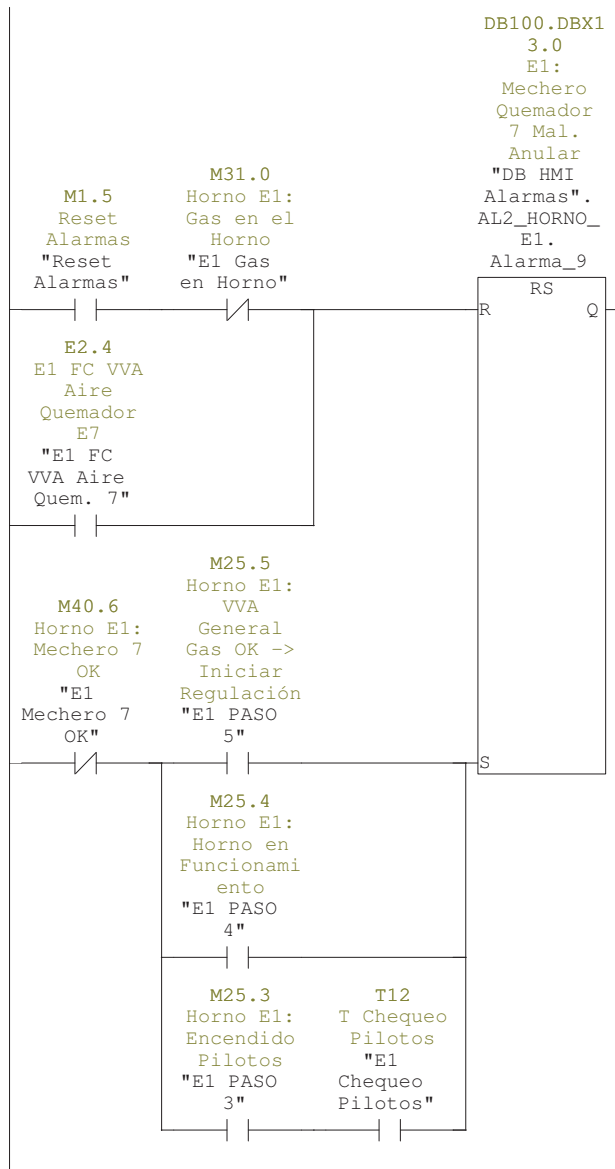 DB100.DBX1
3.0
E1:
Mechero
Quemador
7 Mal.
Anular
"DB HMI
Alarmas".
AL2_HORNO_
E1.
Alarma_9
M31.0
Horno E1:
Gas en el
Horno
"E1 Gas
en Horno"
M1.5
Reset
Alarmas
"Reset
Alarmas"
RS
R
Q
E2.4
E1 FC VVA
Aire
Quemador
E7
"E1 FC
VVA Aire
Quem. 7"
M25.5
Horno E1:
VVA
General
Gas OK ->
Iniciar
Regulación
"E1 PASO
5"
M40.6
Horno E1:
Mechero 7
OK
"E1
Mechero 7
OK"
S
M25.4
Horno E1:
Horno en
Funcionami
ento
"E1 PASO
4"
M25.3
Horno E1:
Encendido
Pilotos
"E1 PASO
3"
T12
T Chequeo
Pilotos
"E1
Chequeo
Pilotos"